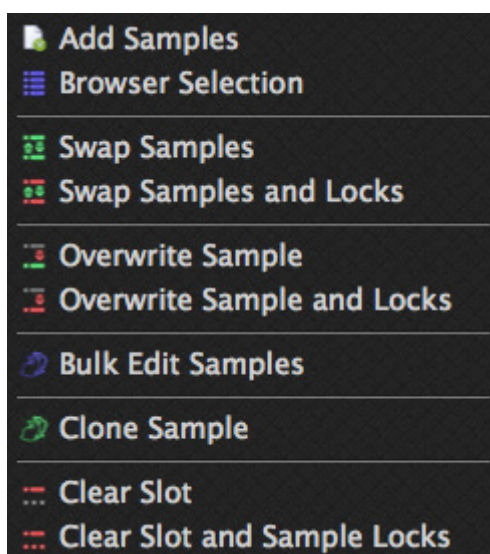 Add Samples
Browser Selection
Swap Samples
Swap Samples and Locks
Overwrite Sample
Overwrite Sample and Locks
Bulk Edit Samples
Clone Sample
Clear Slot
Clear Slot and Sample Locks